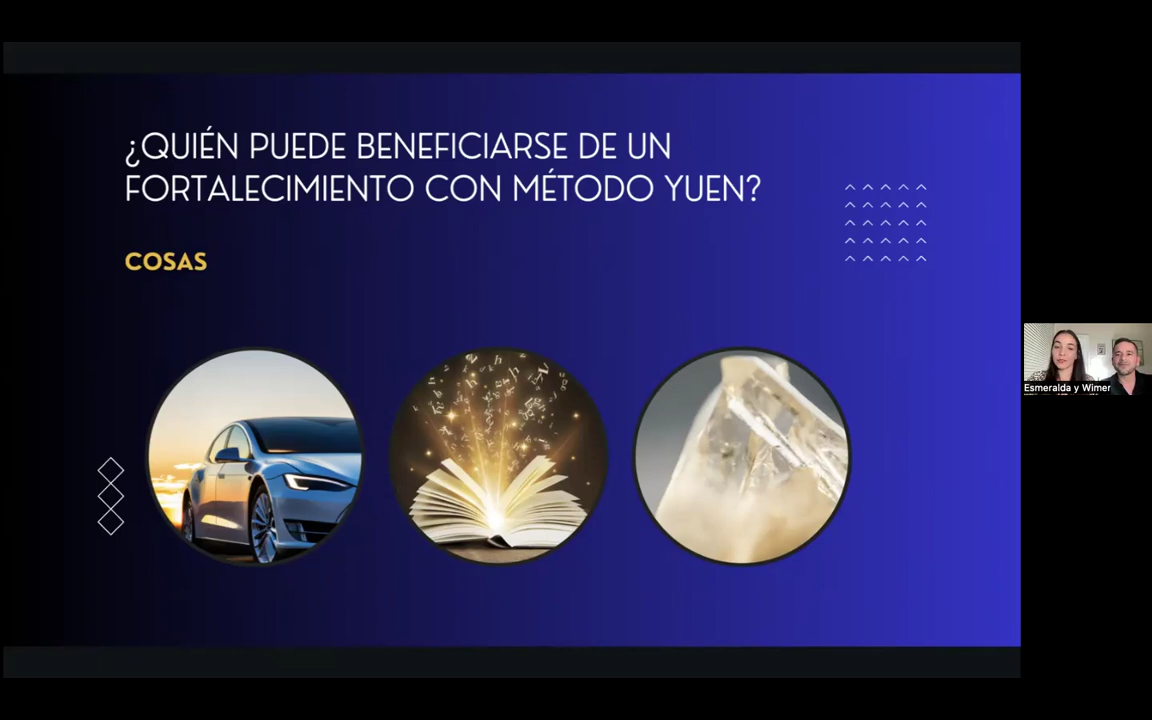 ¿QUIÉN PUEDE BENEFICIARSE DE UN
FORTALECIMIENTO CON MÉTODO YUEN?
COSAS
Esmeralda y Wimer